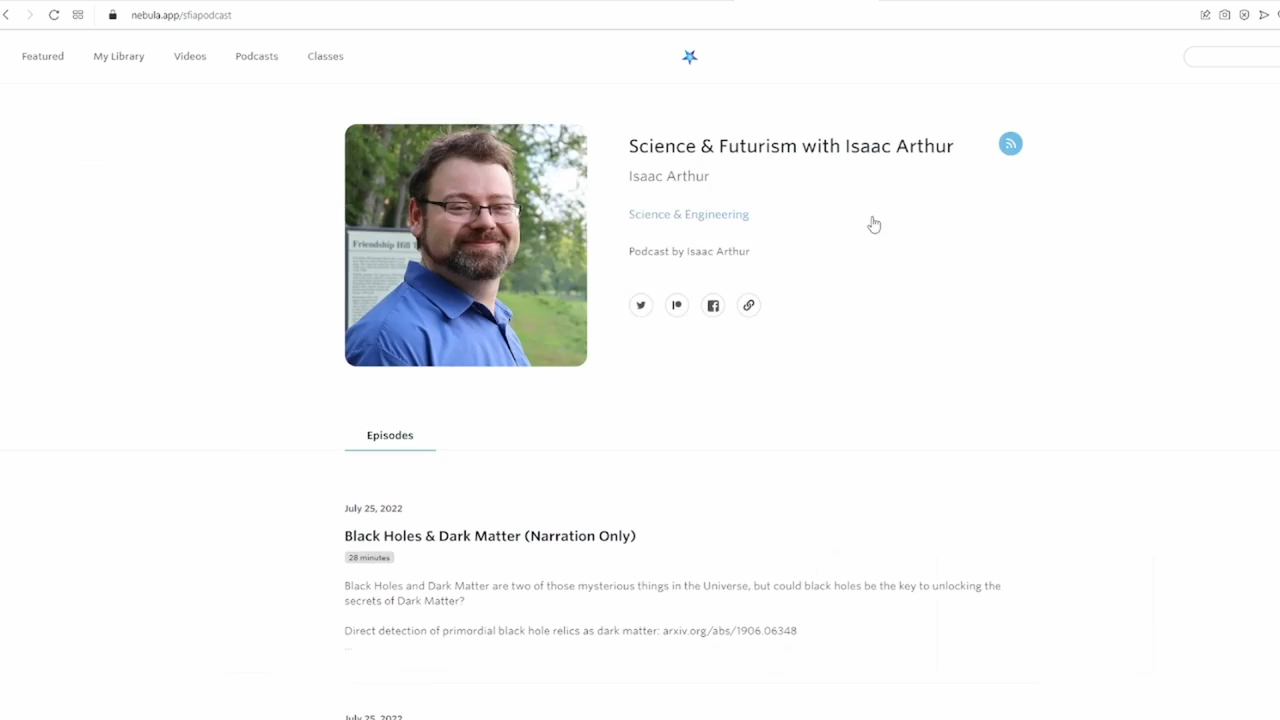 nebula.app/sfiapodcast
Featured My Library Videos Podcasts Classes
Science & Futurism with Isaac Arthur
Isaac Arthur
Science & Engineering
Podcast by Isaac Arthur
Friendship Hill
Episodes
July 25, 2022
Black Holes & Dark Matter (Narration Only)
28 minutes
Black Holes and Dark Matter are two of those mysterious things in the Universe, but could black holes be the key to unlocking the
secrets of Dark Matter?
Direct detection of primordial black hole relics as dark matter: arxiv.org/abs/1906.06348
...
July 25, 2022